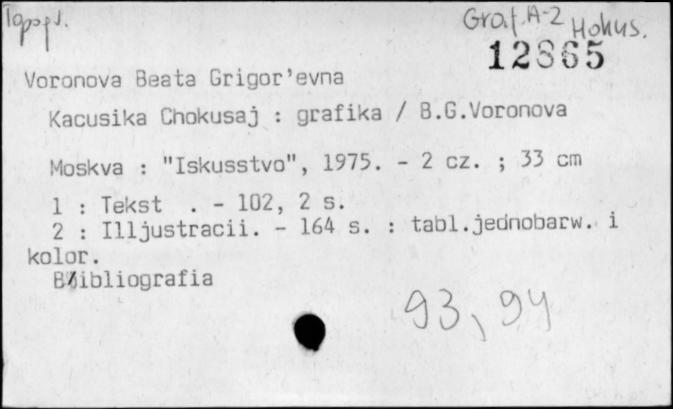 Graf. A-2 Hokus.
12865
Voronova Beata Grigor'evna
Kacusika Chokusaj : grafika / B.G.Voronova
Moskva : "Iskusstvo", 1975. - 2 cz. ; 33 cm
1 : Tekst . - 102, 2 s.
2 : Illjustracii. - 164 s. : tabl.jednobarw. i
kolor.
Bibliografia
93, 94